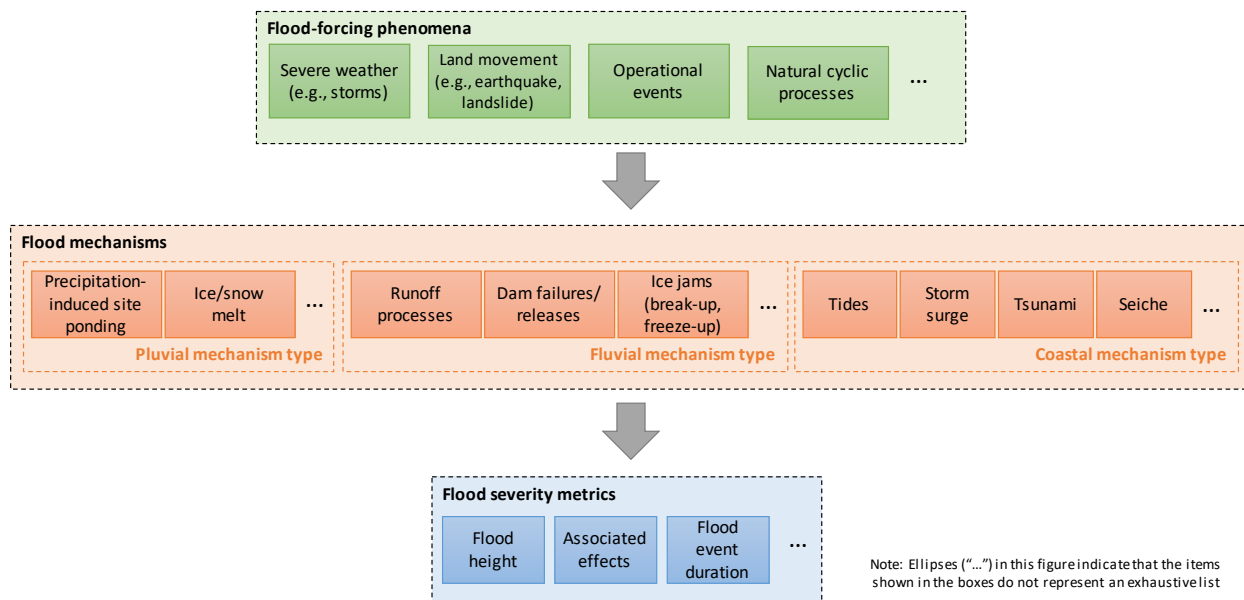 Flood-forcing phenomena
Severe weather
(e.g., storms)
Land movement
(e.g., earthquake,
landslide)
Operational
events
Natural cyclic
processes
...
Flood mechanisms
Precipitation-
induced site
ponding
Ice/snow
melt
...
Pluvial mechanism type
Runoff
processes
Dam failures/
releases
Ice jams
(break-up,
freeze-up)
...
Fluvial mechanism type
Tides
Storm
surge
Tsunami
Seiche
...
Coastal mechanism type
Flood severity metrics
Flood
height
Associated
effects
Flood
event
duration
...
Note: Ellipses (“...”) in this figure indicate that the items
shown in the boxes do not represent an exhaustive list